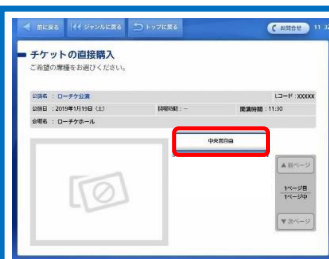 前に戻る ジャンルに戻る トップに戻る お問合せ
チケットの直接購入
ご希望の席種をお選びください。
公演名 : ローチケ公演 Lコード : XXXXX
公演日 : 2019年1月19日 (土) 開場時間 : － 開演時間 : 11:30
会場名 : ローチケホール
▲ 前ページ
1ページ目
1ページ中
▼ 次ページ